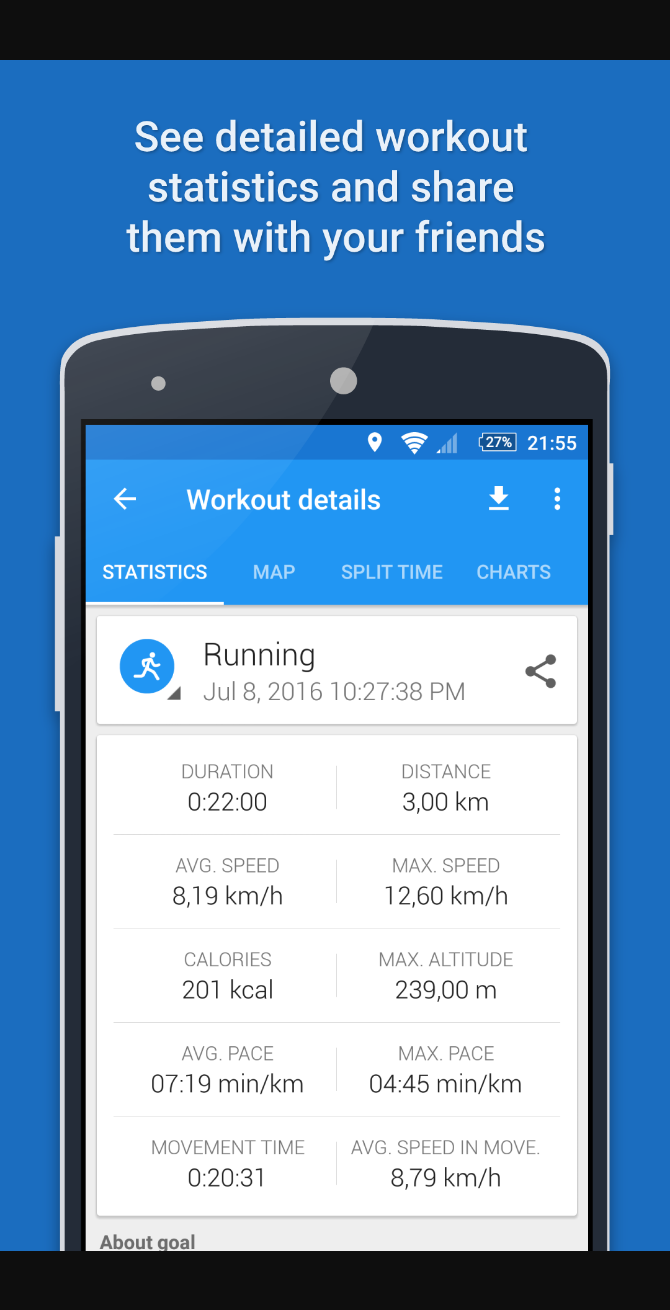 See detailed workout
statistics and share
them with your friends
27% 21:55
Workout details
STATISTICS MAP SPLIT TIME CHARTS
Running
Jul 8, 2016 10:27:38 PM
DURATION DISTANCE
0:22:00 3,00 km
AVG. SPEED MAX. SPEED
8,19 km/h 12,60 km/h
CALORIES MAX. ALTITUDE
201 kcal 239,00 m
AVG. PACE MAX. PACE
07:19 min/km 04:45 min/km
MOVEMENT TIME AVG. SPEED IN MOVE.
0:20:31 8,79 km/h
About goal